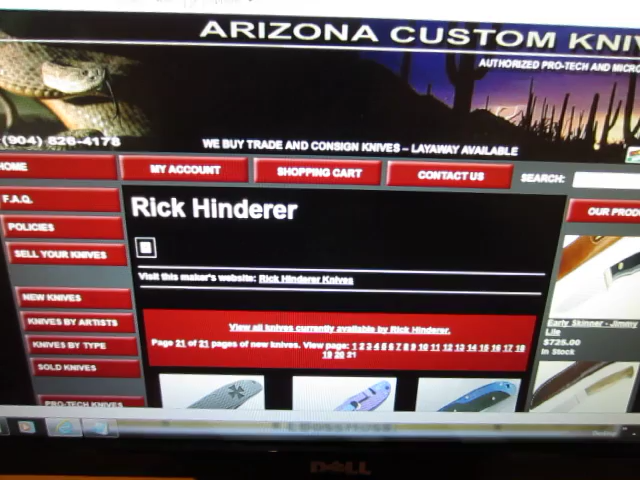 ARIZONA CUSTOM
AUTHORIZED PRO-TECH AND
(904) 826-4178
WE BUY TRADE AND CONSIGN KNIVES – LAYAWAY AVAILABLE
HOME
MY ACCOUNT
SHOPPING CART
CONTACT US
SEARCH:
F.A.Q.
POLICIES
SELL YOUR KNIVES
NEW KNIVES
KNIVES BY ARTISTS
KNIVES BY TYPE
SOLD KNIVES
PRO-TECH KNIVES
Rick Hinderer
Visit this maker's website: Rick Hinderer Knives
View all knives currently available by Rick Hinderer.
Page 21 of 21 pages of new knives. View page: 1 2 3 4 5 6 7 8 9 10 11 12 13 14 15 16 17 18
19 20 21
OUR
Early Skinner - Jimmy
Lile
$725.00
In Stock
DELL